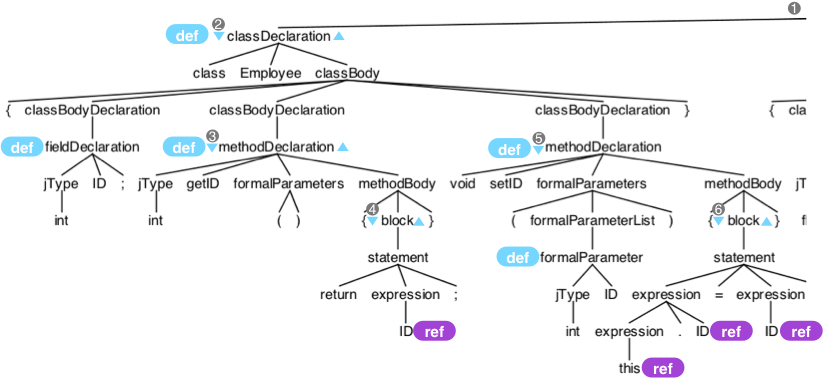 1
2
def classDeclaration
class Employee classBody
{ classBodyDeclaration classBodyDeclaration classBodyDeclaration } { cla
def fieldDeclaration def 3 methodDeclaration def 5 methodDeclaration
jType ID ; jType getID formalParameters methodBody void setID formalParameters methodBody jT
int int ( ) { 4 block } ( formalParameterList ) { 6 block } fi
statement def formalParameter statement
return expression ; jType ID expression = expression
ID ref int expression . ID ref ID ref
this ref